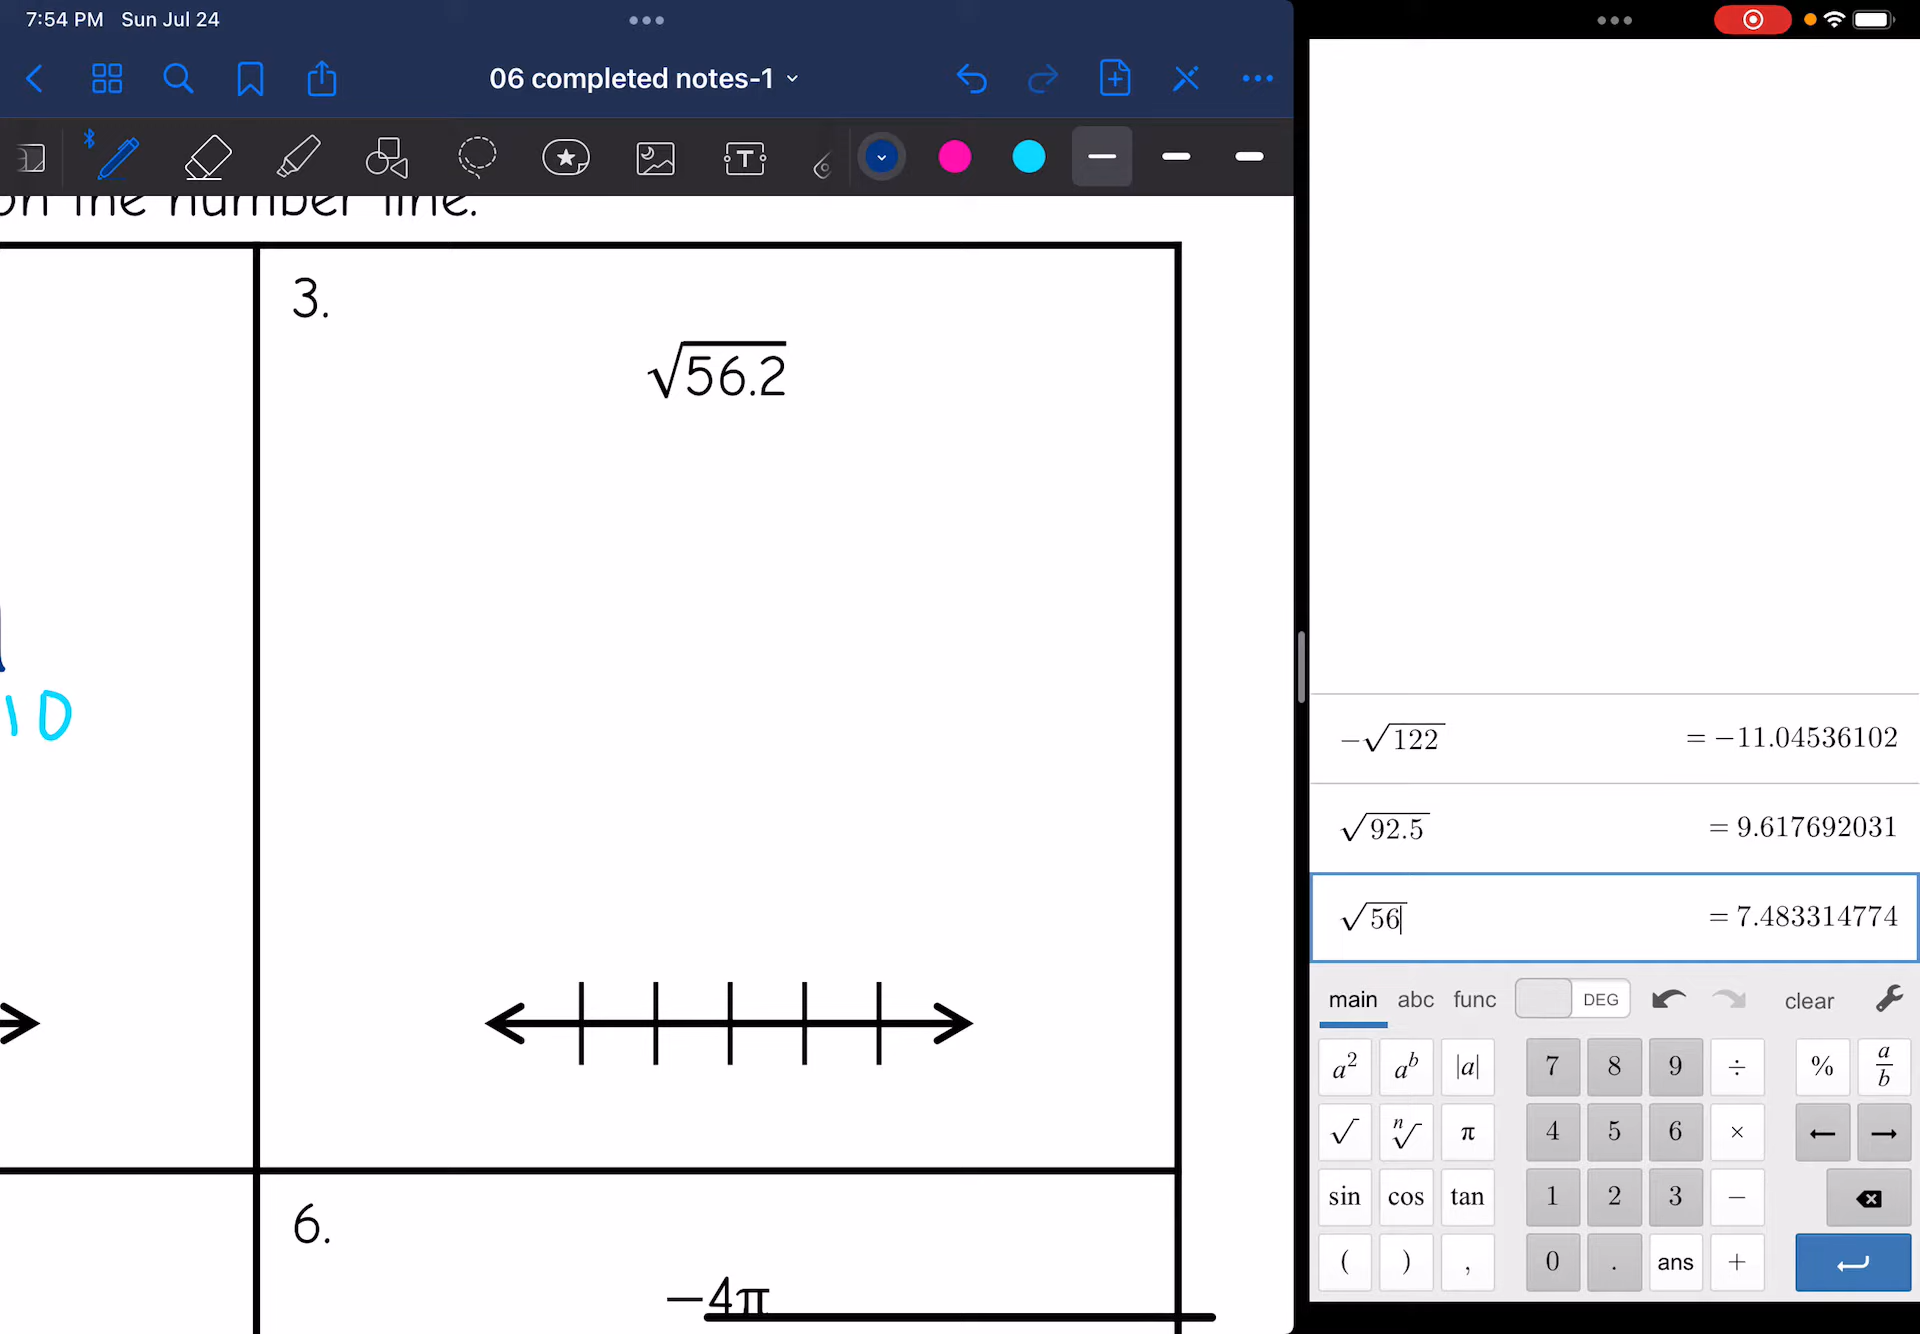 7:54 PM Sun Jul 24
06 completed notes-1
T
on the number line.
3.
√56.2
10
6.
−4π
−√122 = −11.04536102
√92.5 = 9.617692031
√56 = 7.483314774
main abc func DEG clear
a² aᵇ |a| 7 8 9 ÷ % a/b
√ ⁿ√ π 4 5 6 × ← →
sin cos tan 1 2 3 −
( ) , 0 . ans +